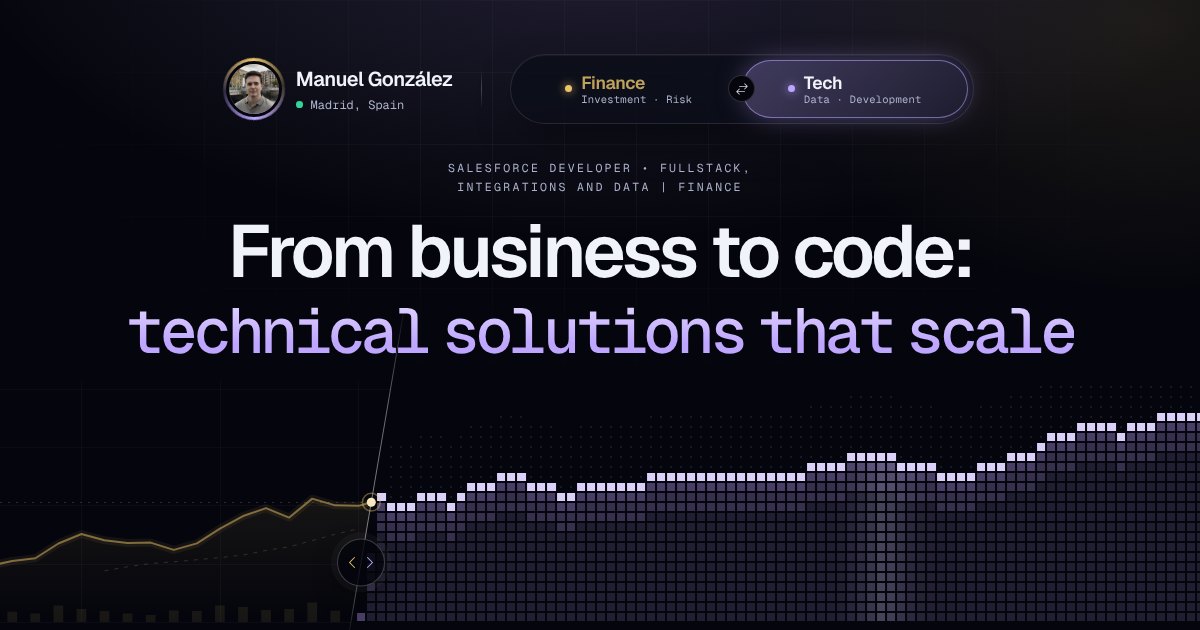 Manuel González
Madrid, Spain
Finance
Investment · Risk
Tech
Data · Development
SALESFORCE DEVELOPER · FULLSTACK,
INTEGRATIONS AND DATA | FINANCE
From business to code:
technical solutions that scale